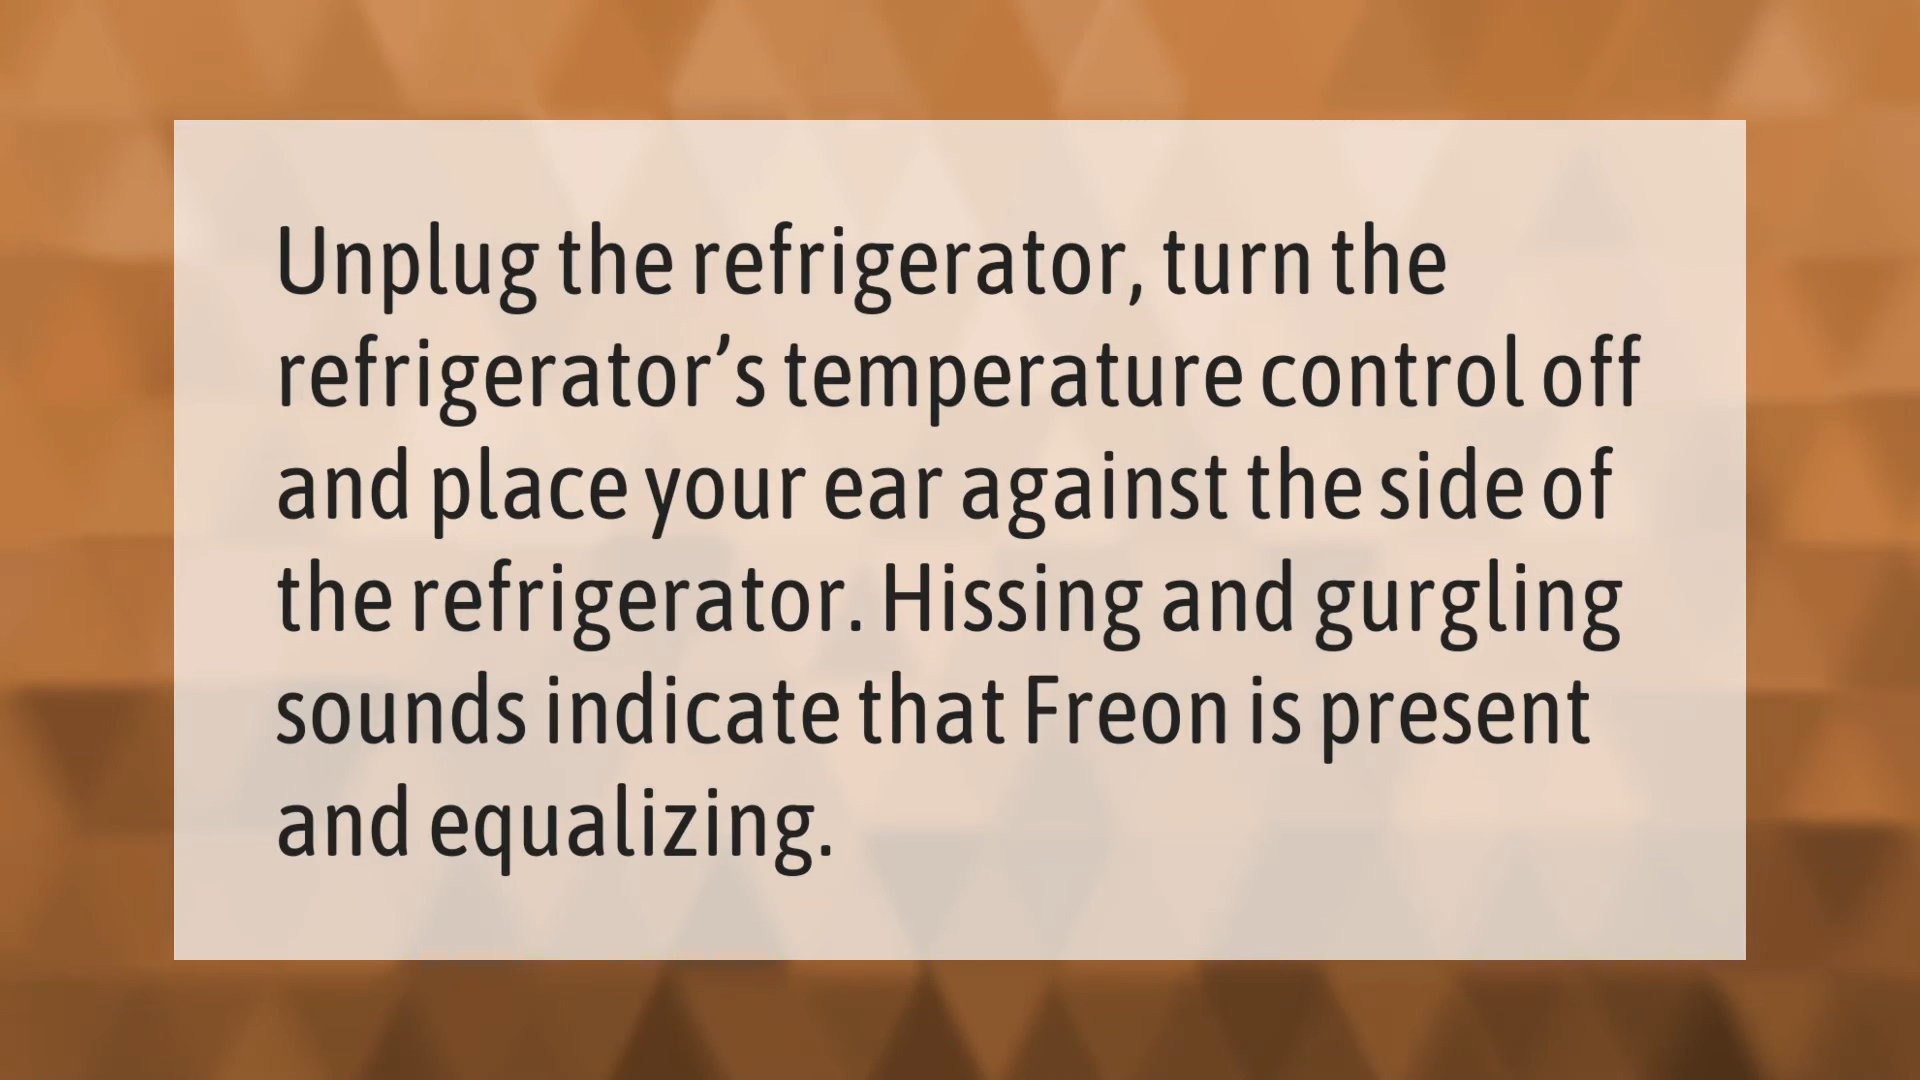 Unplug the refrigerator, turn the
refrigerator’s temperature control off
and place your ear against the side of
the refrigerator. Hissing and gurgling
sounds indicate that Freon is present
and equalizing.